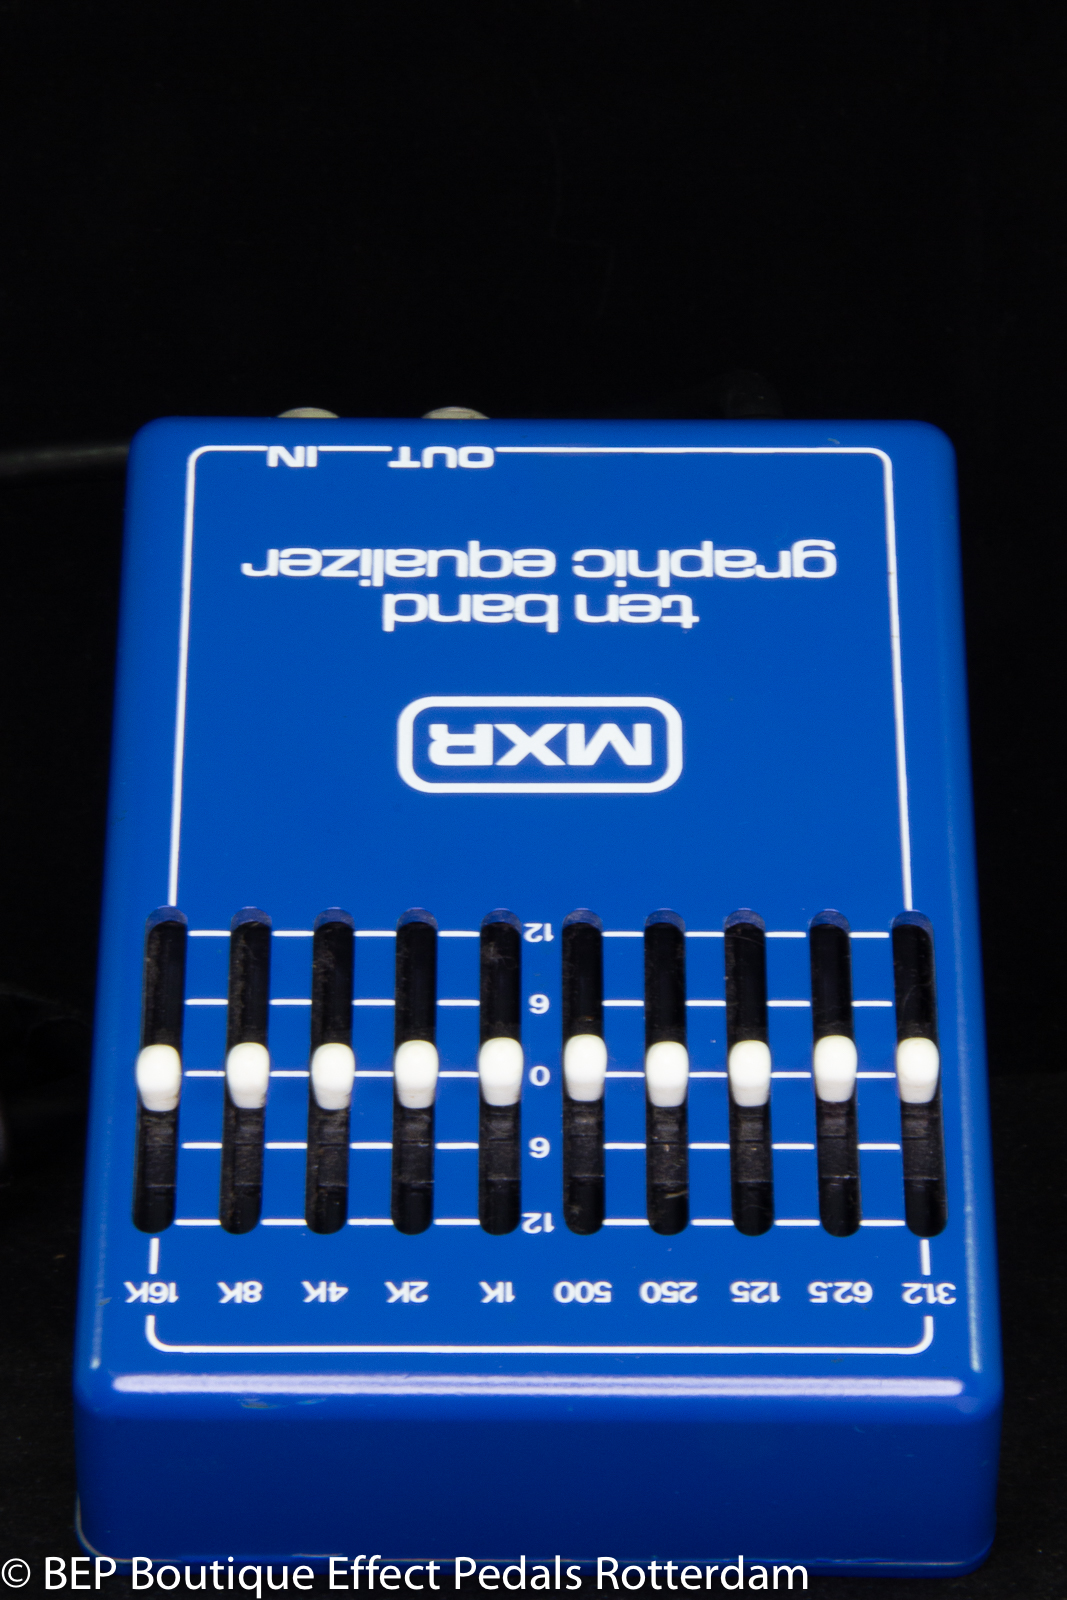 31.2 62.5 125 250 500 1K 2K 4K 8K 16K
12
6
0
6
12
MXR
ten band
graphic equalizer
OUT IN
© BEP Boutique Effect Pedals Rotterdam